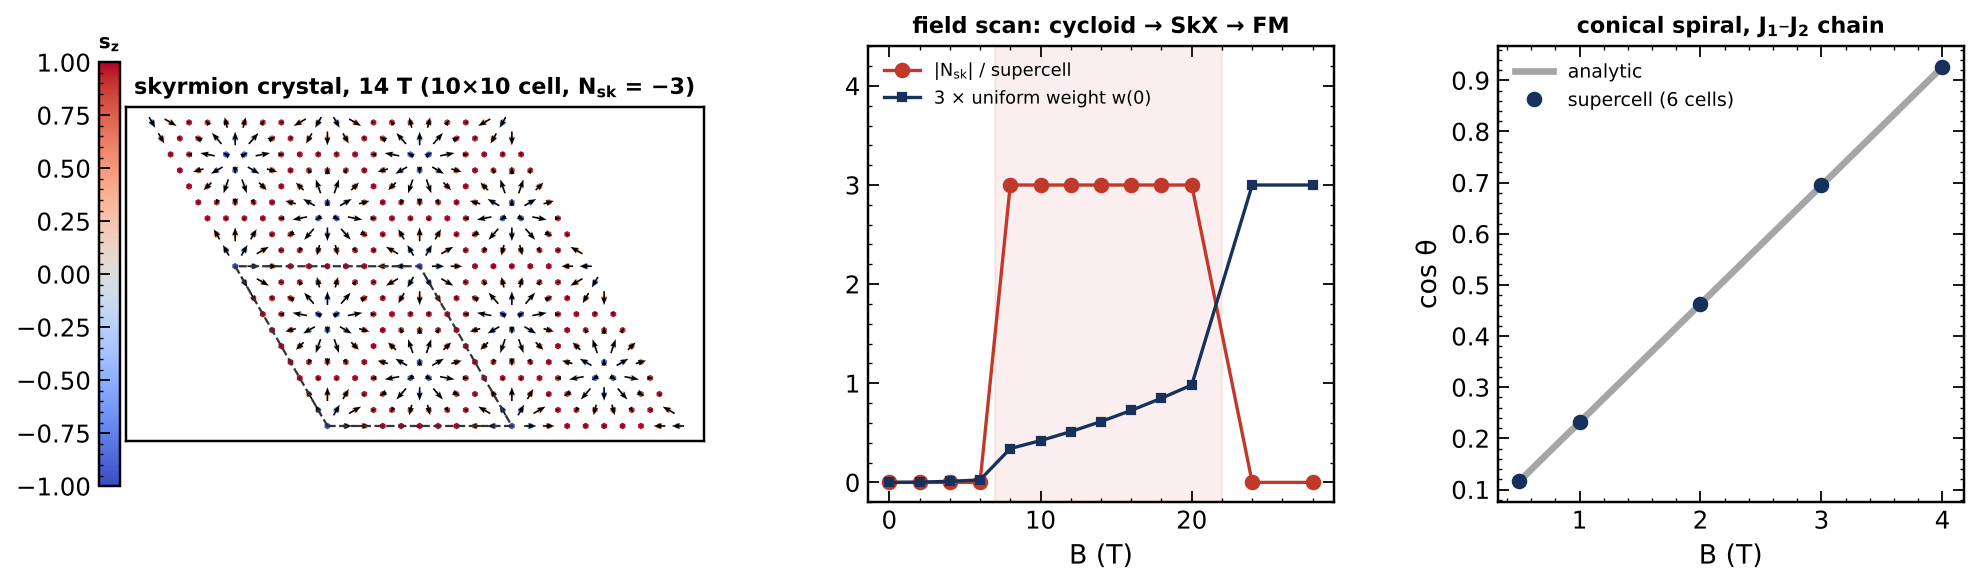 s_z
1.00
0.75
0.50
0.25
0.00
−0.25
−0.50
−0.75
−1.00
skyrmion crystal, 14 T (10×10 cell, N_sk = −3)
field scan: cycloid → SkX → FM
|N_sk| / supercell
3 × uniform weight w(0)
4
3
2
1
0
0 10 20
B (T)
conical spiral, J₁–J₂ chain
analytic
supercell (6 cells)
cos θ
0.9
0.8
0.7
0.6
0.5
0.4
0.3
0.2
0.1
1 2 3 4
B (T)